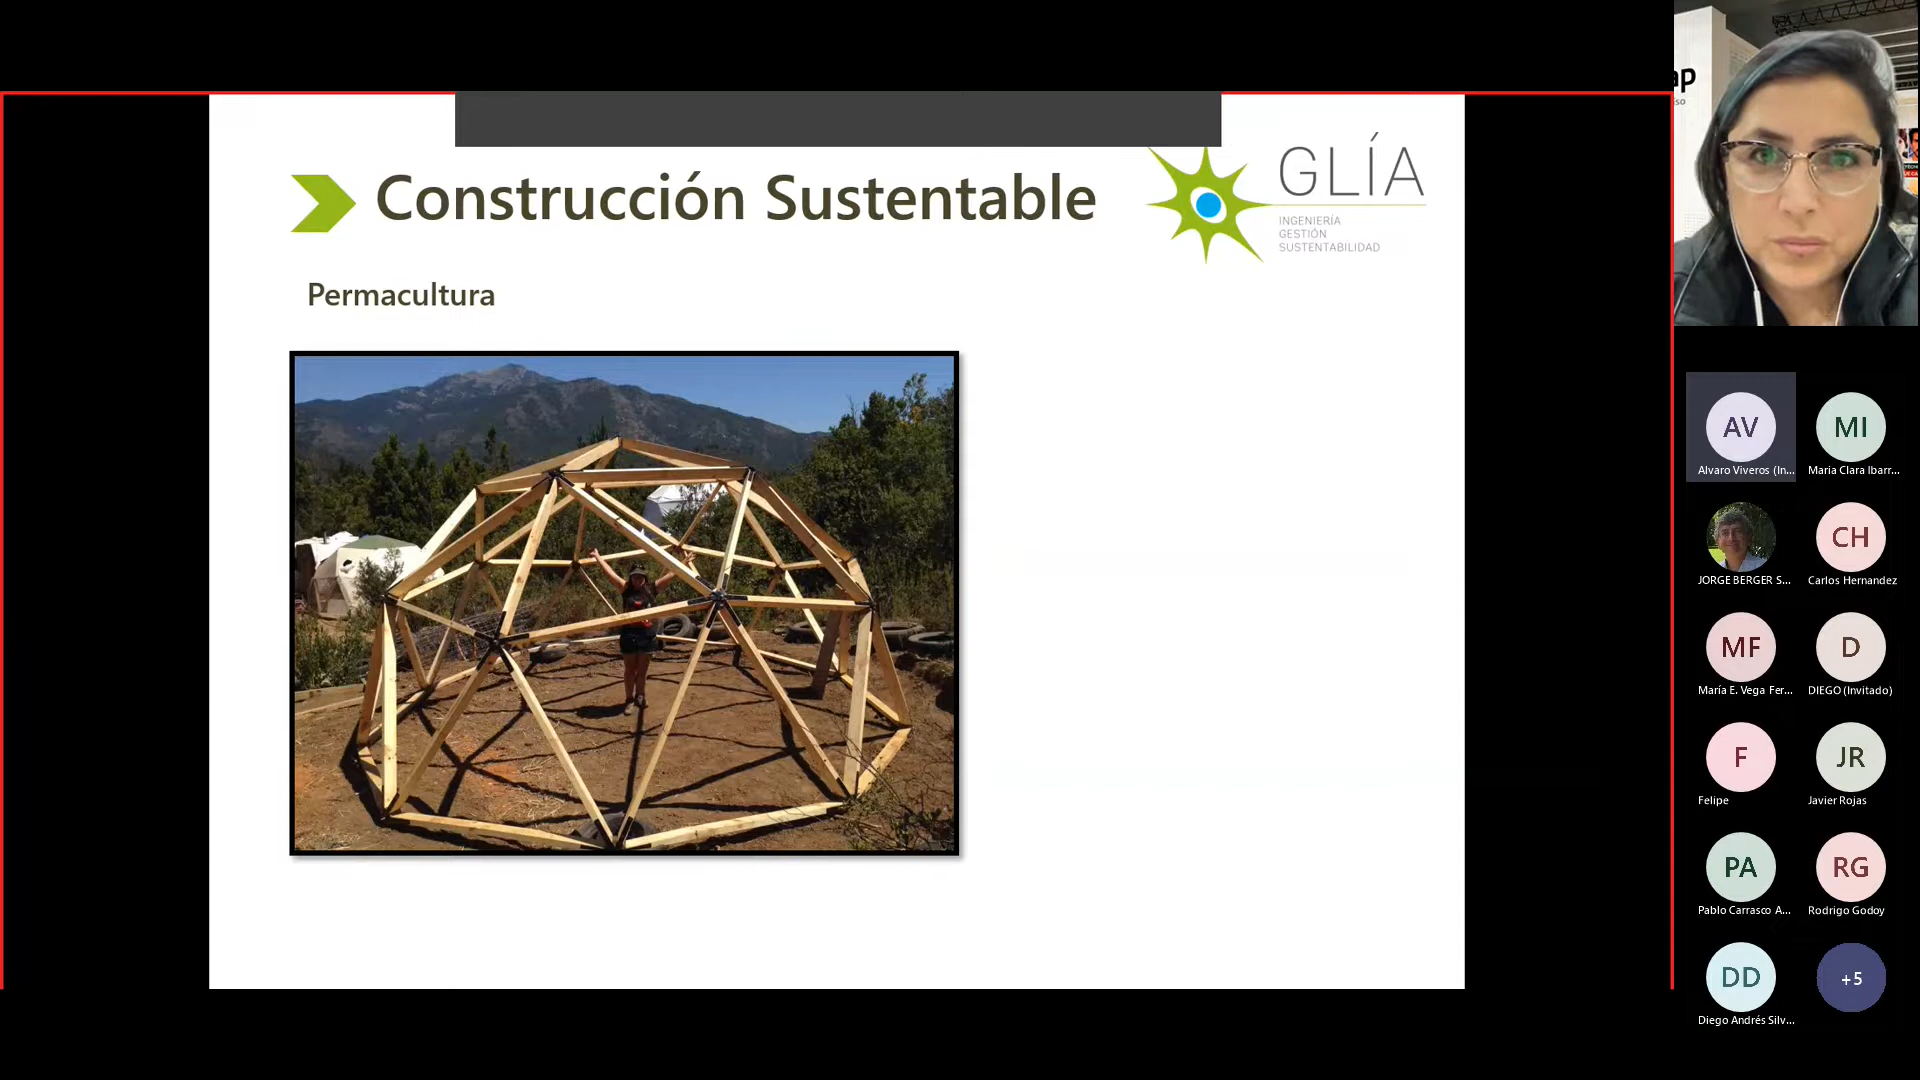 Construcción Sustentable
GLÍA
INGENIERÍA
GESTIÓN
SUSTENTABILIDAD
Permacultura
ap
so
AV
Alvaro Viveros (In...
MI
Maria Clara Ibarr...
JORGE BERGER S...
CH
Carlos Hernandez
MF
María E. Vega Fer...
D
DIEGO (Invitado)
F
Felipe
JR
Javier Rojas
PA
Pablo Carrasco A...
RG
Rodrigo Godoy
DD
Diego Andrés Silv...
+5